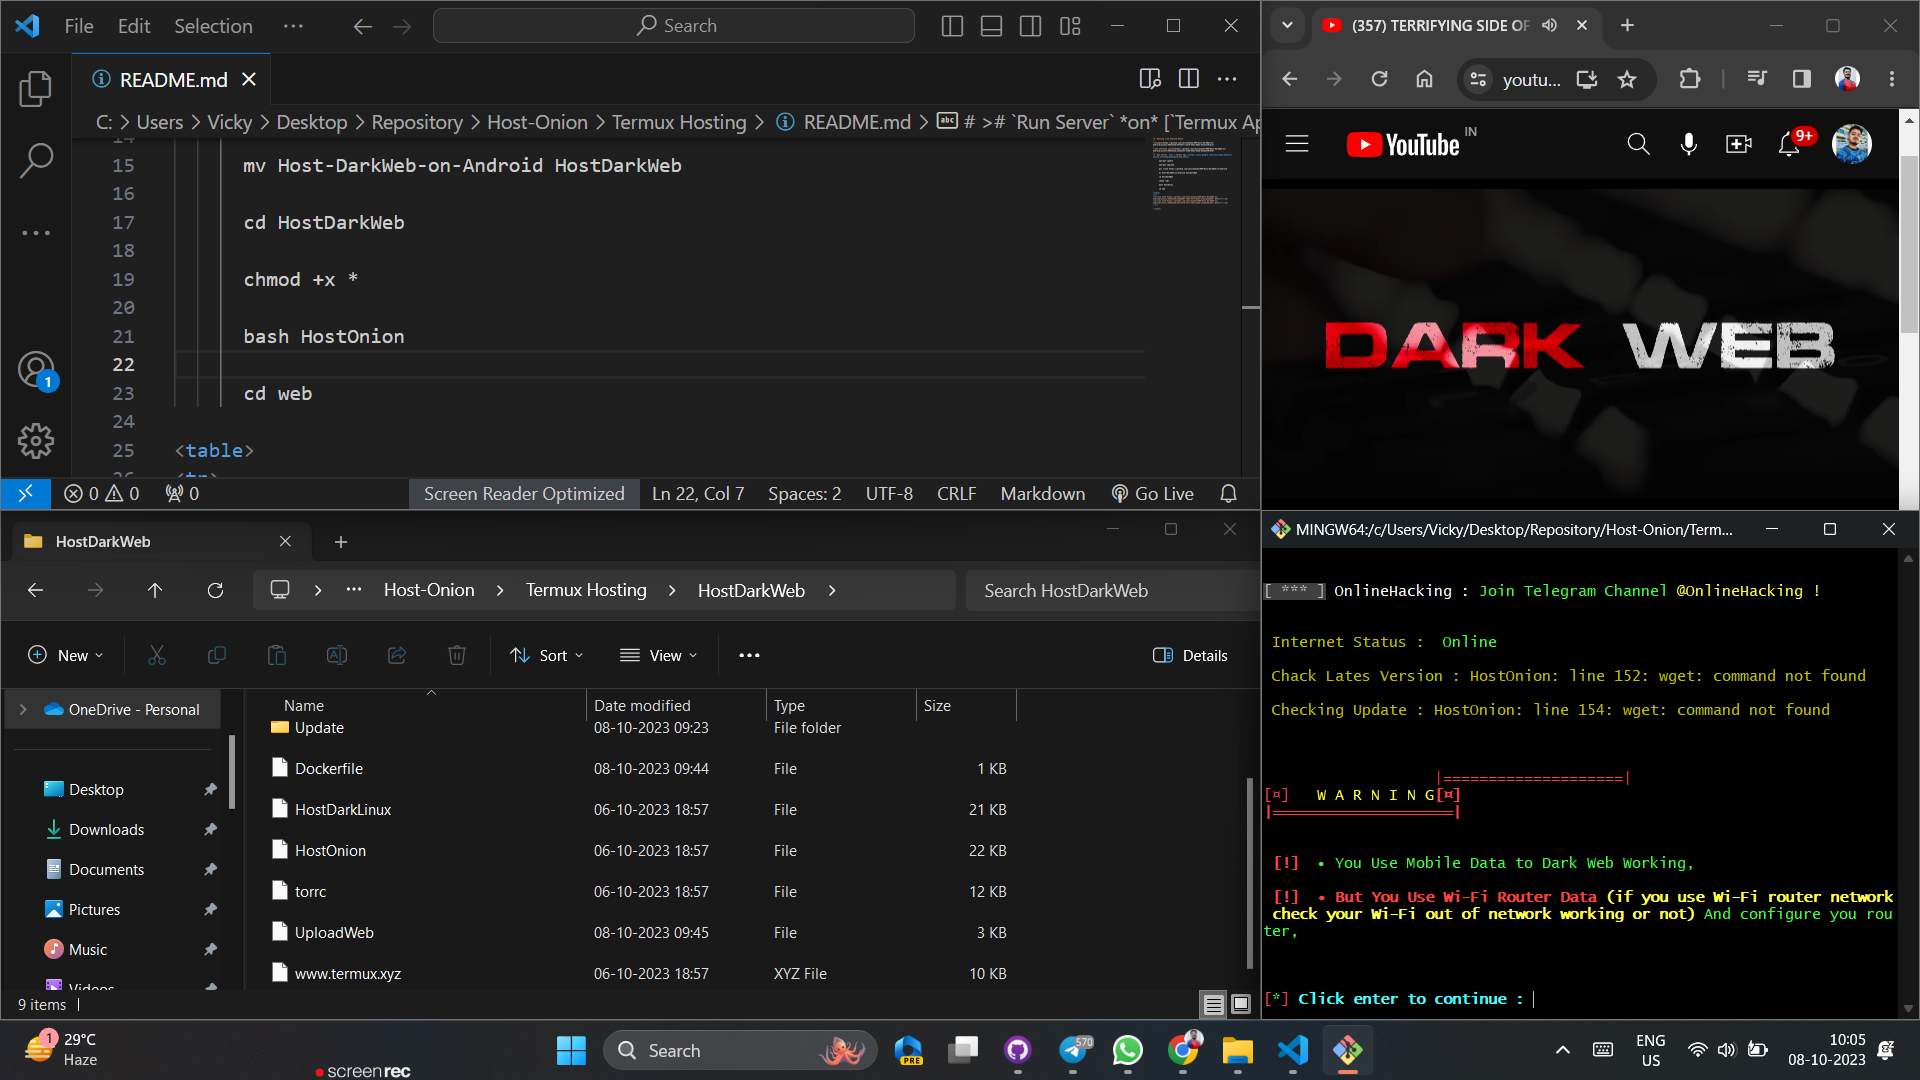 File Edit Selection ··· Search
README.md
C: > Users > Vicky > Desktop > Repository > Host-Onion > Termux Hosting > README.md > # ># `Run Server` *on* [`Termux Ap
14
15 mv Host-DarkWeb-on-Android HostDarkWeb
16
17 cd HostDarkWeb
18
19 chmod +x *
20
21 bash HostOnion
22
23 cd web
24
25 <table>
26 <tr>
1
0 0 0 Screen Reader Optimized Ln 22, Col 7 Spaces: 2 UTF-8 CRLF Markdown Go Live
(357) TERRIFYING SIDE OF
youtu...
YouTube IN
9+
DARK WEB
HostDarkWeb
··· Host-Onion > Termux Hosting > HostDarkWeb > Search HostDarkWeb
New Sort View ··· Details
OneDrive - Personal
Desktop
Downloads
Documents
Pictures
Music
Videos
Name Date modified Type Size
Update 08-10-2023 09:23 File folder
Dockerfile 08-10-2023 09:44 File 1 KB
HostDarkLinux 06-10-2023 18:57 File 21 KB
HostOnion 06-10-2023 18:57 File 22 KB
torrc 06-10-2023 18:57 File 12 KB
UploadWeb 08-10-2023 09:45 File 3 KB
www.termux.xyz 06-10-2023 18:57 XYZ File 10 KB
9 items
MINGW64:/c/Users/Vicky/Desktop/Repository/Host-Onion/Term...
[ *** ] OnlineHacking : Join Telegram Channel @OnlineHacking !
Internet Status : Online
Chack Lates Version : HostOnion: line 152: wget: command not found
Checking Update : HostOnion: line 154: wget: command not found
|====================|
[¤] W A R N I N G[¤]
|====================|
[!] • You Use Mobile Data to Dark Web Working,
[!] • But You Use Wi-Fi Router Data (if you use Wi-Fi router network
check your Wi-Fi out of network working or not) And configure you rou
ter,
[*] Click enter to continue :
1 29°C
Haze
screenrec
Search
PRE
570
ENG
US
10:05
08-10-2023